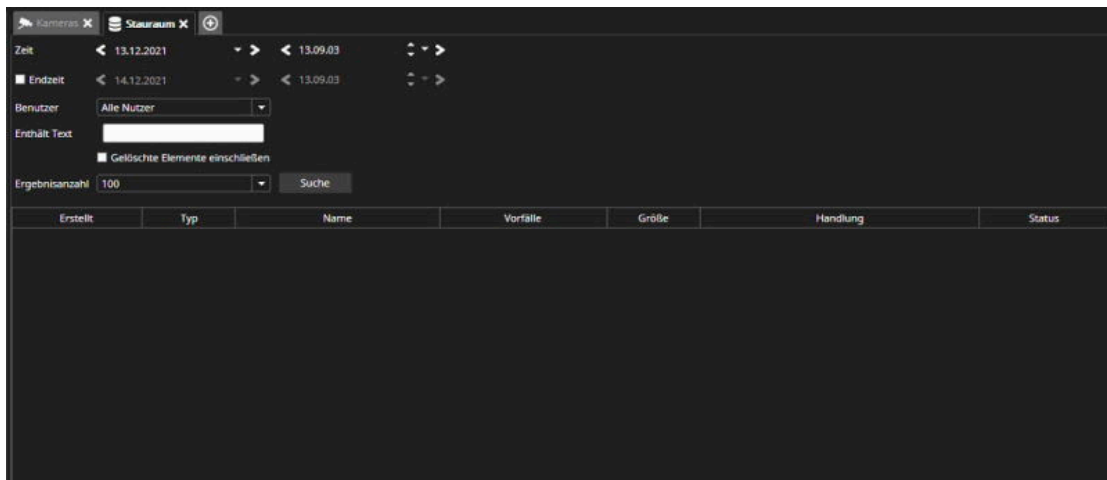 Kameras Stauraum
Zeit 13.12.2021 13.09.03
Endzeit 14.12.2021 13.09.03
Benutzer Alle Nutzer
Enthält Text
Gelöschte Elemente einschließen
Ergebnisanzahl 100 Suche
Erstellt Typ Name Vorfälle Größe Handlung Status